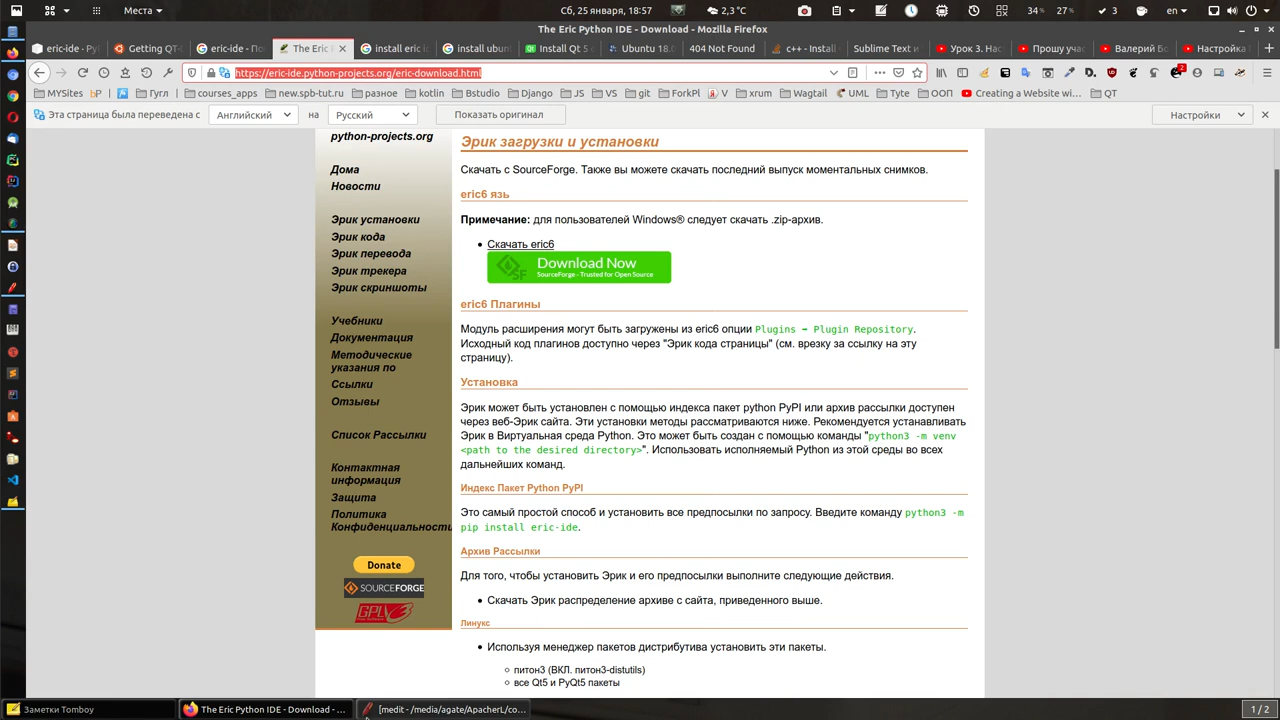 Места
Сб, 25 января, 18:57
2,3°C
34%
27%
3
en
The Eric Python IDE - Download - Mozilla Firefox
eric-ide · Py
Getting QT-
eric-ide - По
The Eric I
install eric ic
install ubun
Install Qt 5 o
Ubuntu 18.0
404 Not Found
c++ - Install
Sublime Text и
Урок 3. Нас
Прошу учас
Валерий Бо
Настройка
https://eric-ide.python-projects.org/eric-download.html
2
MYSites
bP
Гугл
courses_apps
new.spb-tut.ru
разное
kotlin
Bstudio
Django
JS
VS
git
ForkPl
V
xrum
Wagtail
UML
Tyte
ООП
Creating a Website wi...
QT
Эта страница была переведена с
Английский
на
Русский
Показать оригинал
Настройки
python-projects.org
Дома
Новости
Эрик установки
Эрик кода
Эрик перевода
Эрик трекера
Эрик скриншоты
Учебники
Документация
Методические
указания по
Ссылки
Отзывы
Список Рассылки
Контактная
информация
Защита
Политика
Конфиденциальности
Donate
SOURCEFORGE
GPL
Эрик загрузки и установки
Скачать с SourceForge. Также вы можете скачать последний выпуск моментальных снимков.
eric6 язь
Примечание: для пользователей Windows® следует скачать .zip-архив.
Скачать eric6
SF
Download Now
SourceForge - Trusted for Open Source
eric6 Плагины
Модуль расширения могут быть загружены из eric6 опции Plugins → Plugin Repository.
Исходный код плагинов доступно через "Эрик кода страницы" (см. врезку за ссылку на эту
страницу).
Установка
Эрик может быть установлен с помощью индекса пакет python PyPI или архив рассылки доступен
через веб-Эрик сайта. Эти установки методы рассматриваются ниже. Рекомендуется устанавливать
Эрик в Виртуальная среда Python. Это может быть создан с помощью команды "python3 -m venv
<path to the desired directory>". Использовать исполняемый Python из этой среды во всех
дальнейших команд.
Индекс Пакет Python PyPI
Это самый простой способ и установить все предпосылки по запросу. Введите команду python3 -m
pip install eric-ide.
Архив Рассылки
Для того, чтобы установить Эрик и его предпосылки выполните следующие действия.
Скачать Эрик распределение архиве с сайта, приведенного выше.
Линукс
Используя менеджер пакетов дистрибутива установить эти пакеты.
питон3 (ВКЛ. питон3-distutils)
все Qt5 и PyQt5 пакеты
Заметки Tomboy
The Eric Python IDE - Download - ...
[medit - /media/agate/ApacherL/co...
1 / 2